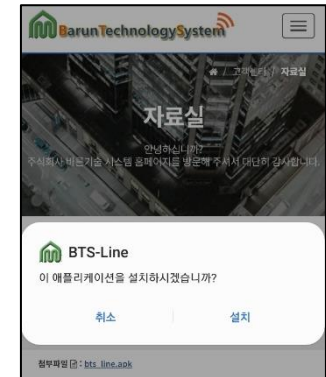 BarunTechnologySystem
/ 고객센터 / 자료실
자료실
안녕하십니까?
주식회사 바른기술 시스템 홈페이지를 방문해 주셔서 대단히 감사합니다.
BTS-Line
이 애플리케이션을 설치하시겠습니까?
취소 설치
첨부파일 : bts_line.apk